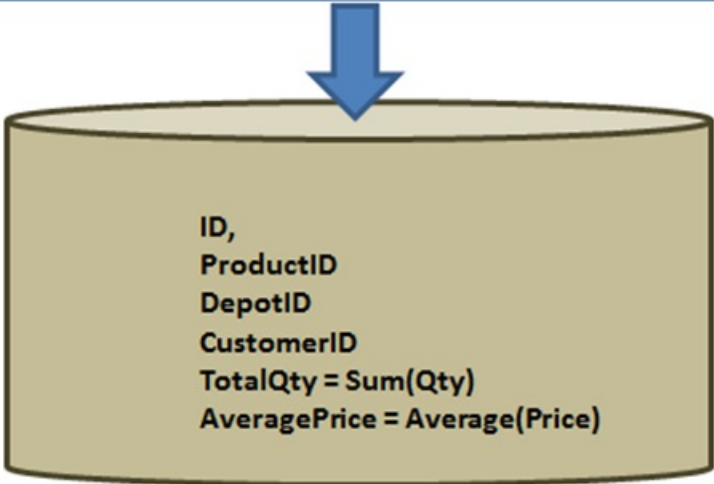 ID,
ProductID
DepotID
CustomerID
TotalQty = Sum(Qty)
AveragePrice = Average(Price)